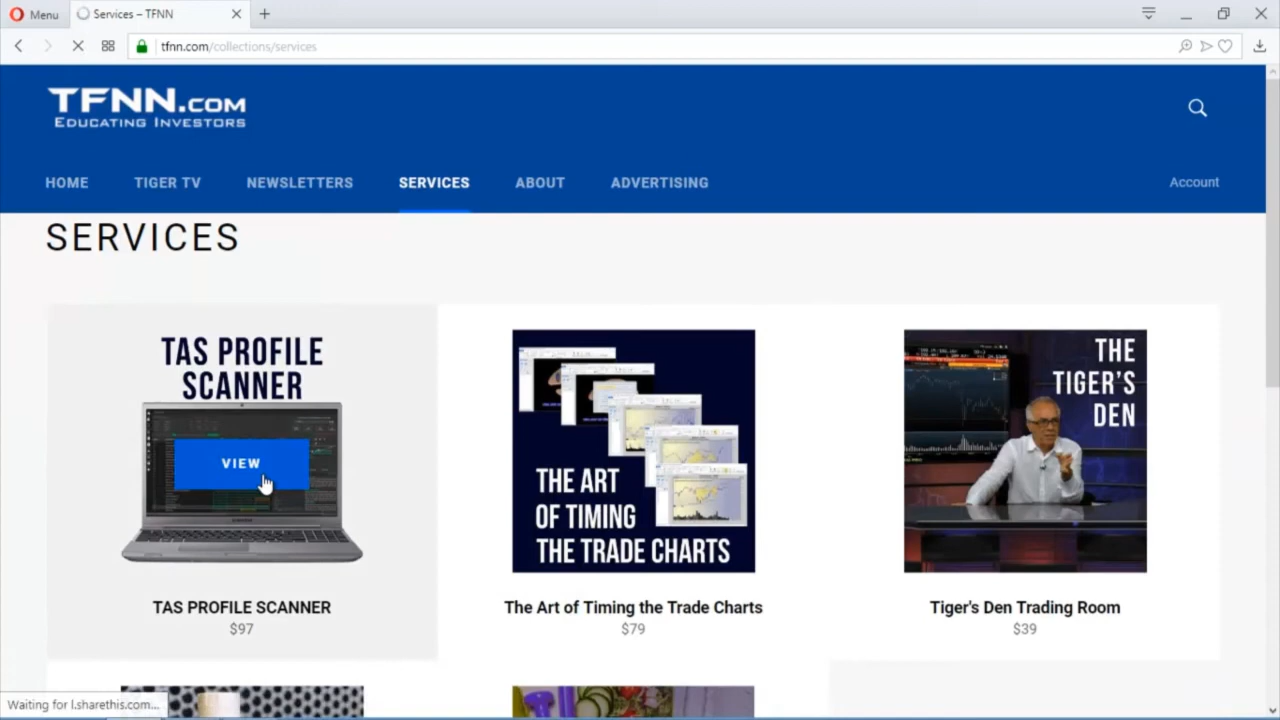 Menu
Services – TFNN
tfnn.com/collections/services
TFNN.COM
EDUCATING INVESTORS
HOME
TIGER TV
NEWSLETTERS
SERVICES
ABOUT
ADVERTISING
Account
SERVICES
TAS PROFILE
SCANNER
VIEW
TAS PROFILE SCANNER
$97
THE ART
OF TIMING
THE TRADE CHARTS
The Art of Timing the Trade Charts
$79
THE
TIGER'S
DEN
Tiger's Den Trading Room
$39
Waiting for l.sharethis.com...